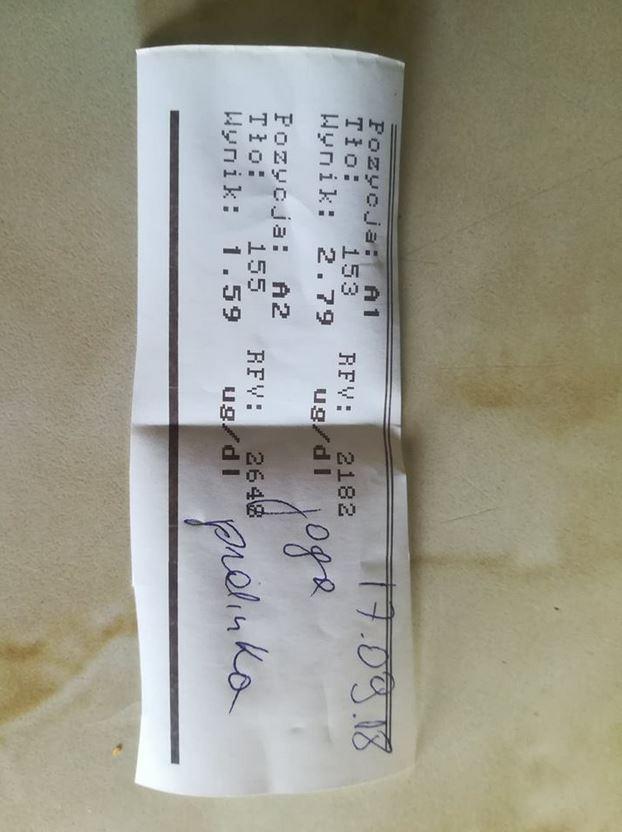 Pozycja: A1
Tło: 153 RFV: 2182
Wynik: 2.79 ug/dl
Pozycja: A2
Tło: 155 RFV: 2648
Wynik: 1.59 ug/dl
17.09.18
Joga
pralinka